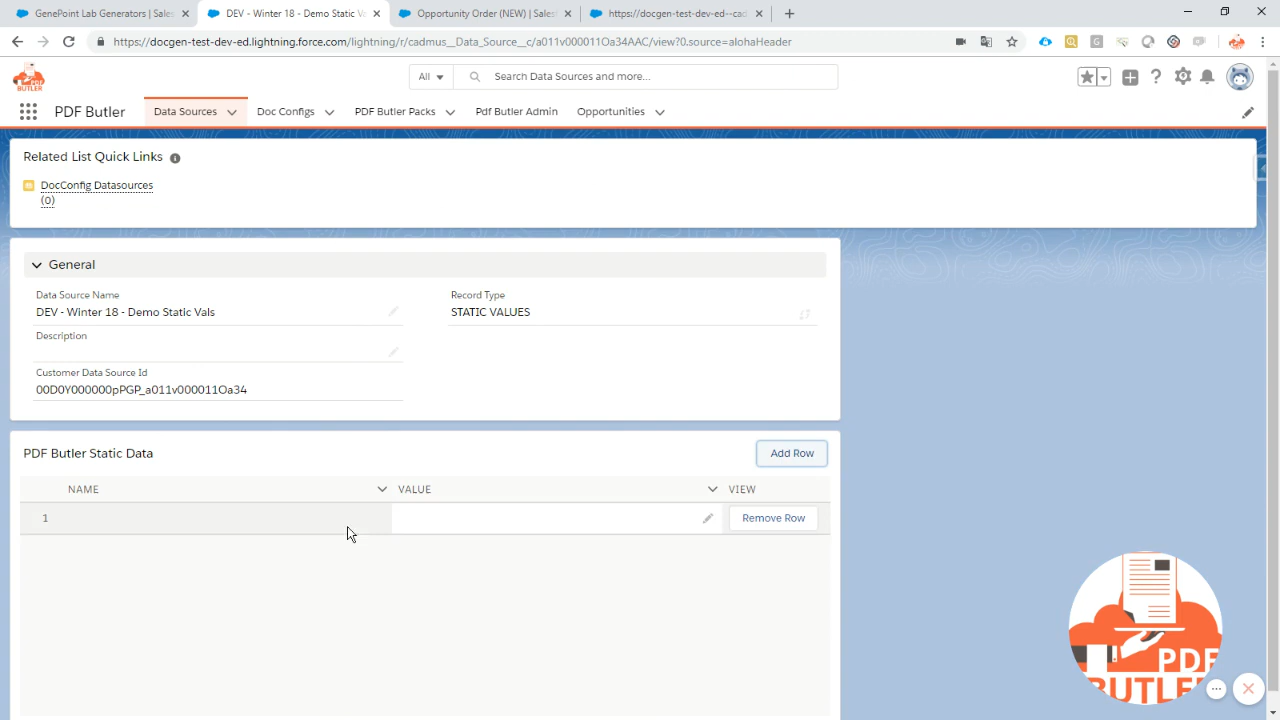 GenePoint Lab Generators | Sales
DEV - Winter 18 - Demo Static Va
Opportunity Order (NEW) | Sales
https://docgen-test-dev-ed--cad
https://docgen-test-dev-ed.lightning.force.com/lightning/r/cadmus__Data_Source__c/a011v000011Oa34AAC/view?0.source=alohaHeader
PDF
BUTLER
All
Search Data Sources and more...
PDF Butler
Data Sources
Doc Configs
PDF Butler Packs
Pdf Butler Admin
Opportunities
Related List Quick Links
DocConfig Datasources
(0)
General
Data Source Name
DEV - Winter 18 - Demo Static Vals
Record Type
STATIC VALUES
Description
Customer Data Source Id
00D0Y000000pPGP_a011v000011Oa34
PDF Butler Static Data
Add Row
NAME
VALUE
VIEW
1
Remove Row
PDF
BUTLER